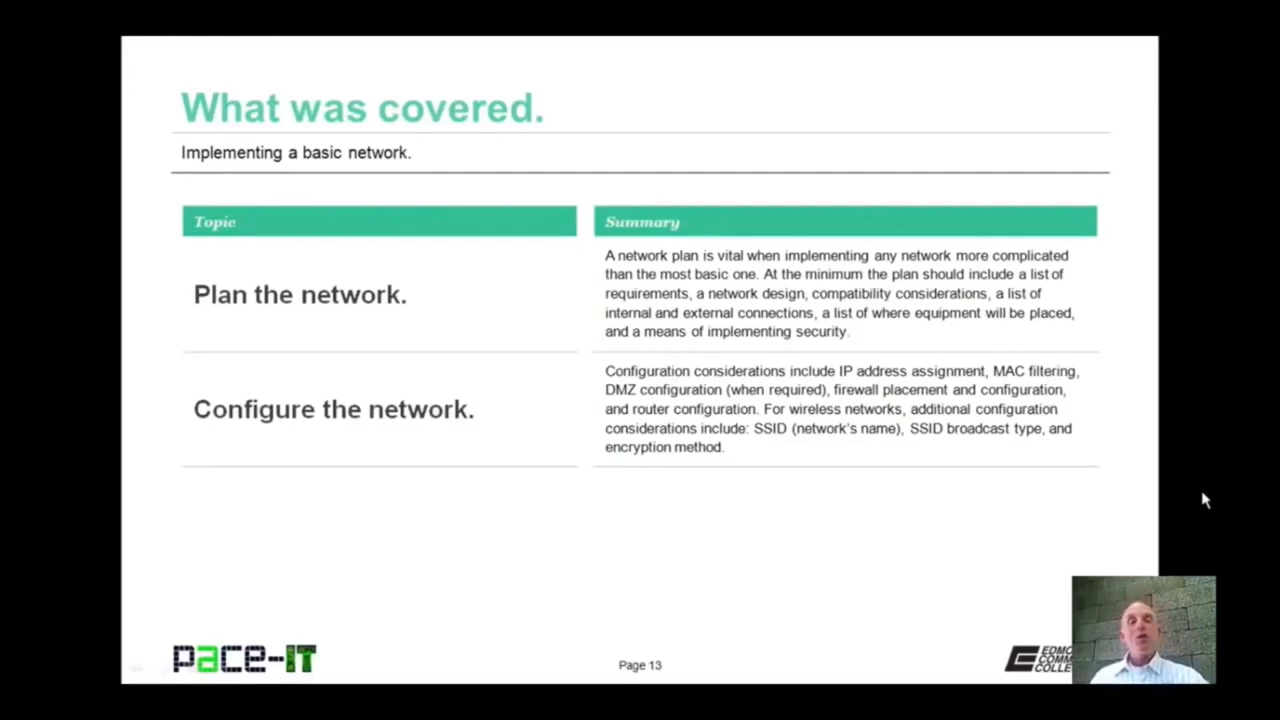 What was covered.
Implementing a basic network.
Topic
Summary
Plan the network.
A network plan is vital when implementing any network more complicated
than the most basic one. At the minimum the plan should include a list of
requirements, a network design, compatibility considerations, a list of
internal and external connections, a list of where equipment will be placed,
and a means of implementing security.
Configure the network.
Configuration considerations include IP address assignment, MAC filtering,
DMZ configuration (when required), firewall placement and configuration,
and router configuration. For wireless networks, additional configuration
considerations include: SSID (network's name), SSID broadcast type, and
encryption method.
pace-IT
Page 13